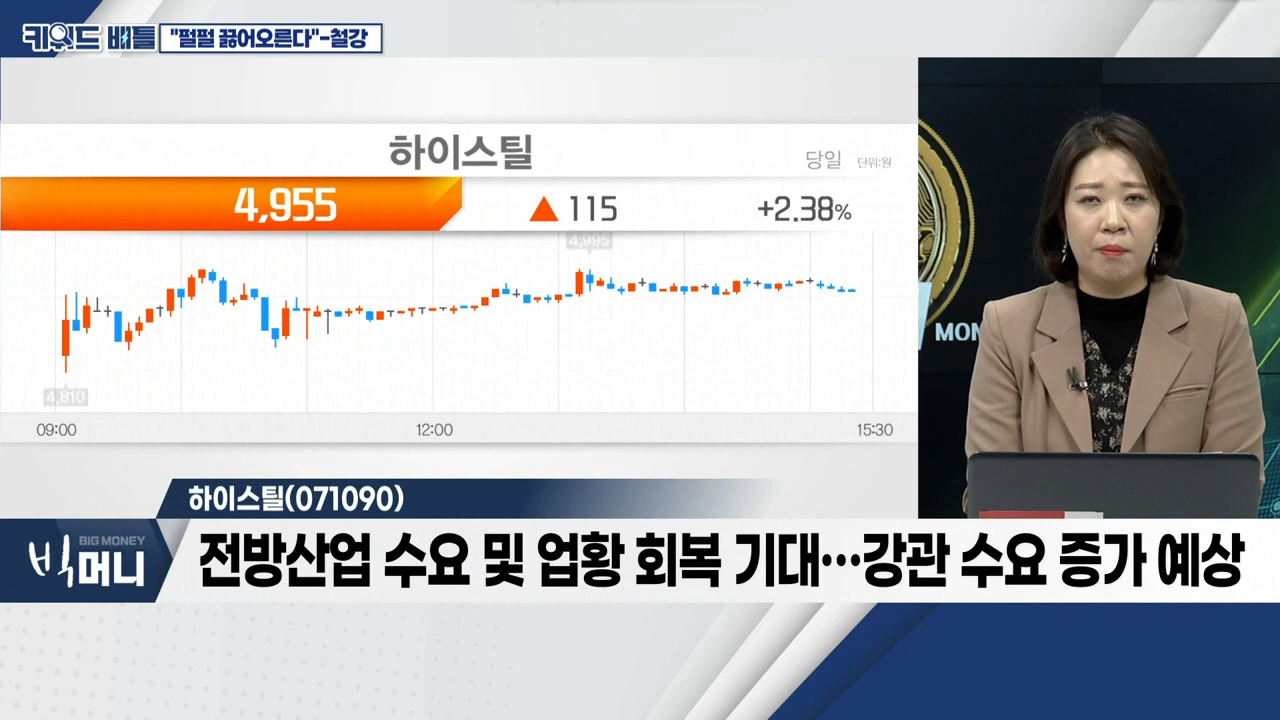 키워드 배틀 "펄펄 끓어오른다"-철강
하이스틸
당일 단위:원
4,955 ▲ 115 +2.38%
4,995
4,810
09:00 12:00 15:30
MON
하이스틸(071090)
BIG MONEY
빅머니
전방산업 수요 및 업황 회복 기대…강관 수요 증가 예상